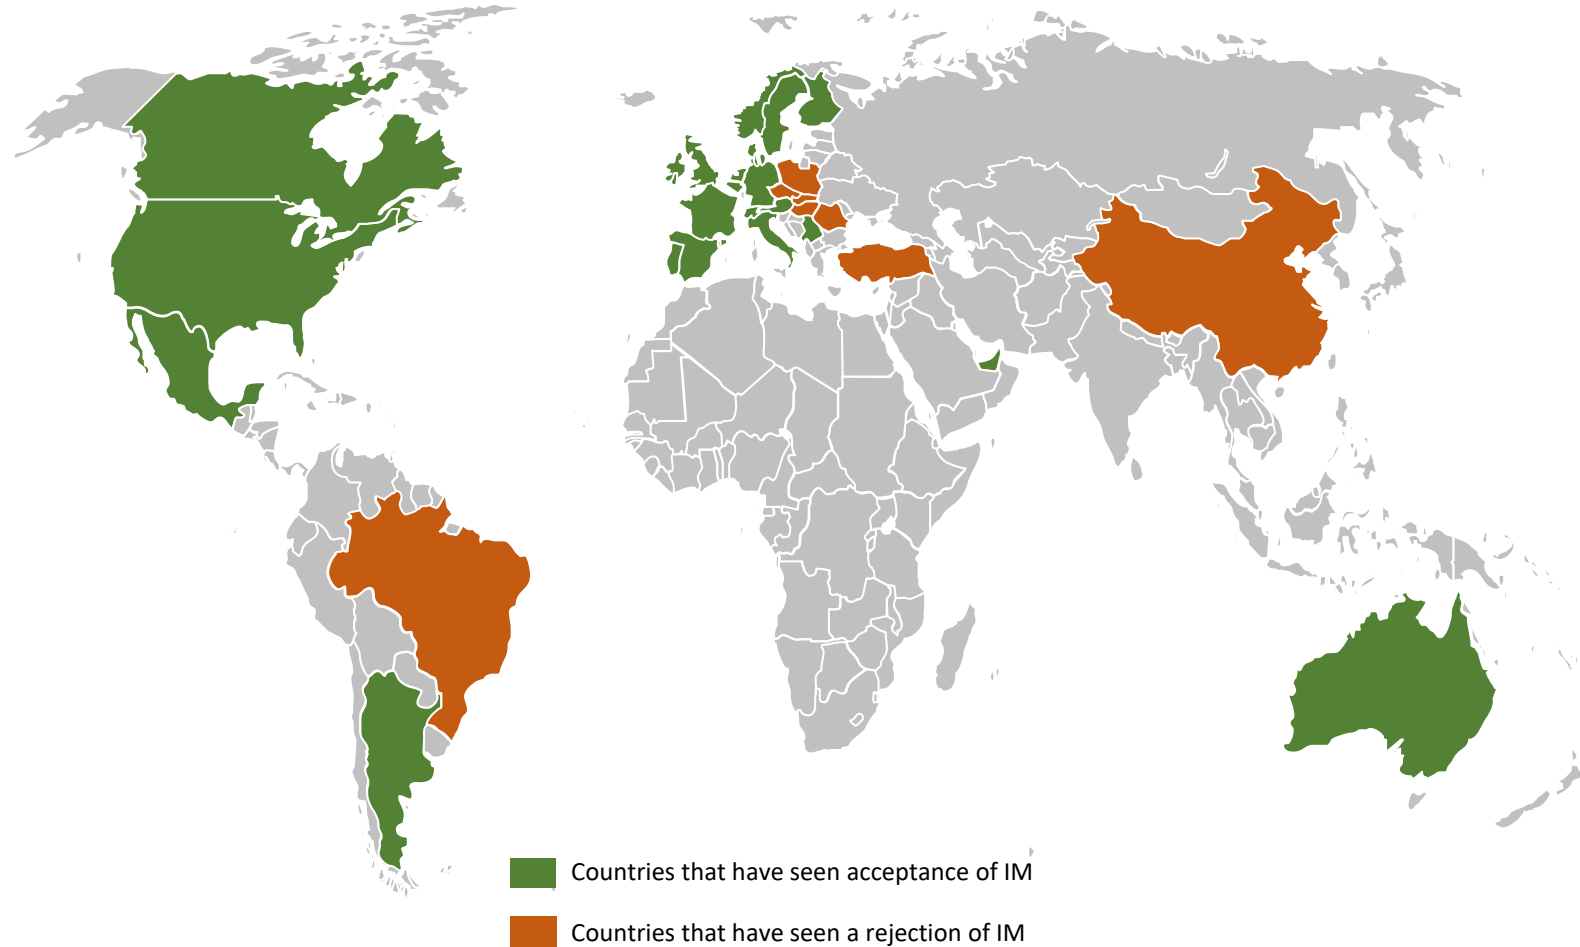 Countries that have seen acceptance of IM
Countries that have seen a rejection of IM